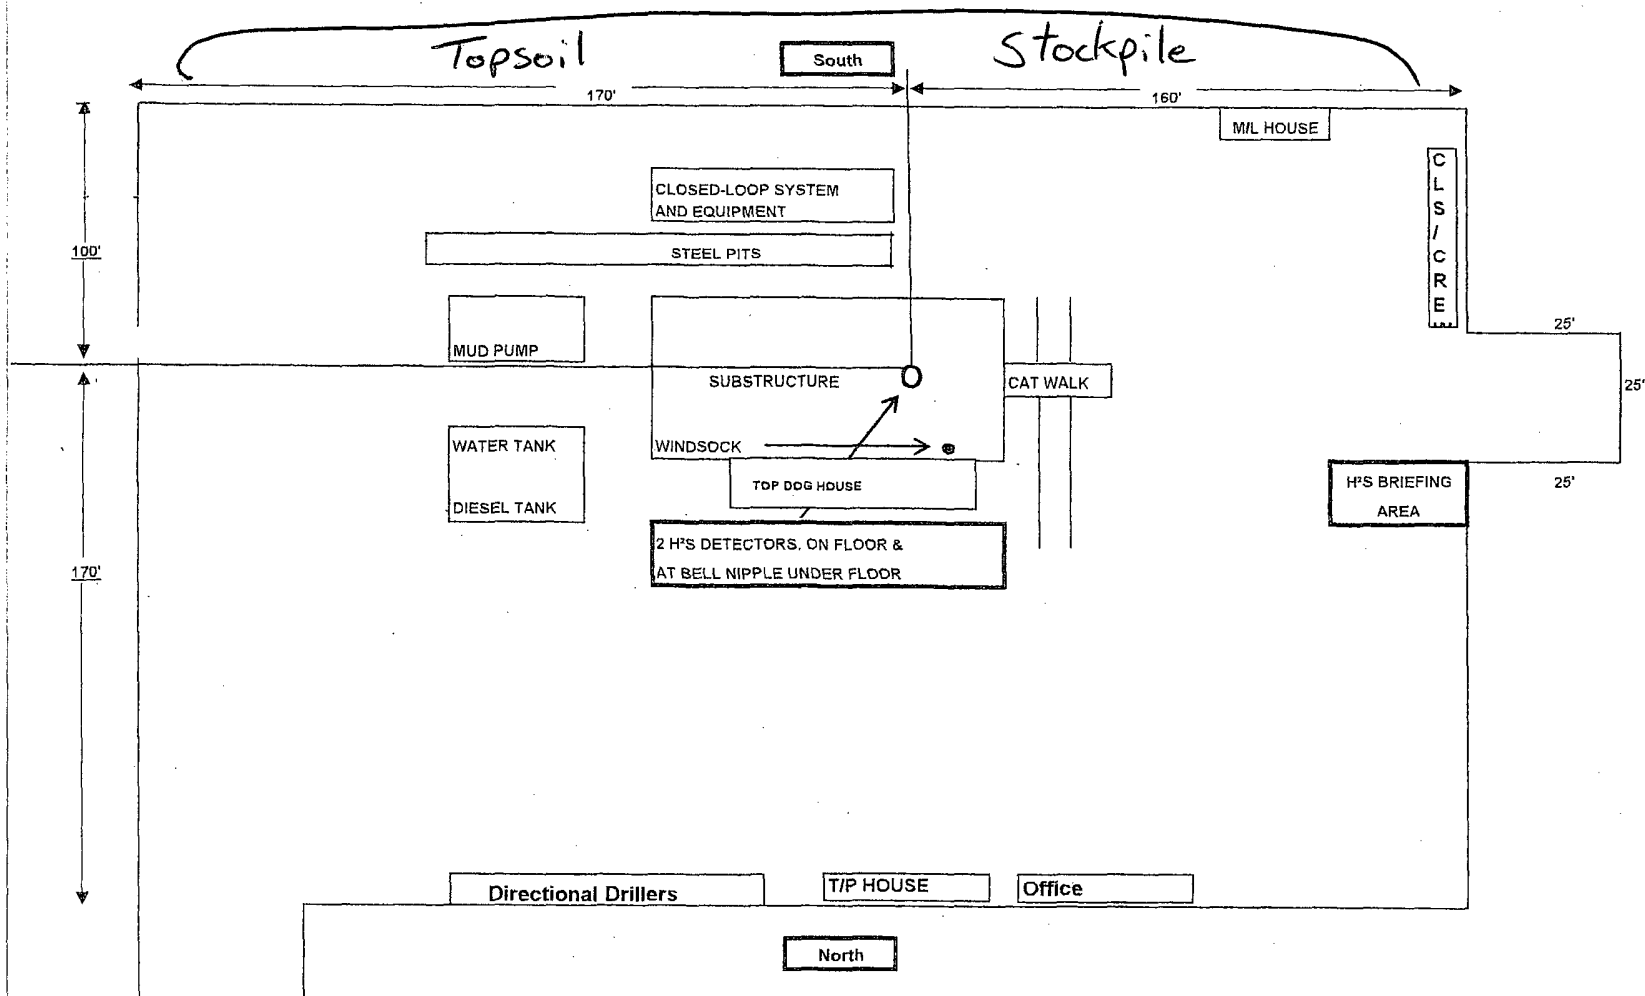 Topsoil
Stockpile
South
170'
160'
M/L HOUSE
CLS/CREW
CLOSED-LOOP SYSTEM
AND EQUIPMENT
100'
STEEL PITS
MUD PUMP
25'
SUBSTRUCTURE
O
CAT WALK
25'
WATER TANK
WINDSOCK
DIESEL TANK
TOP DOG HOUSE
H²S BRIEFING
AREA
25'
2 H²S DETECTORS, ON FLOOR &
AT BELL NIPPLE UNDER FLOOR
170'
Directional Drillers
T/P HOUSE
Office
North